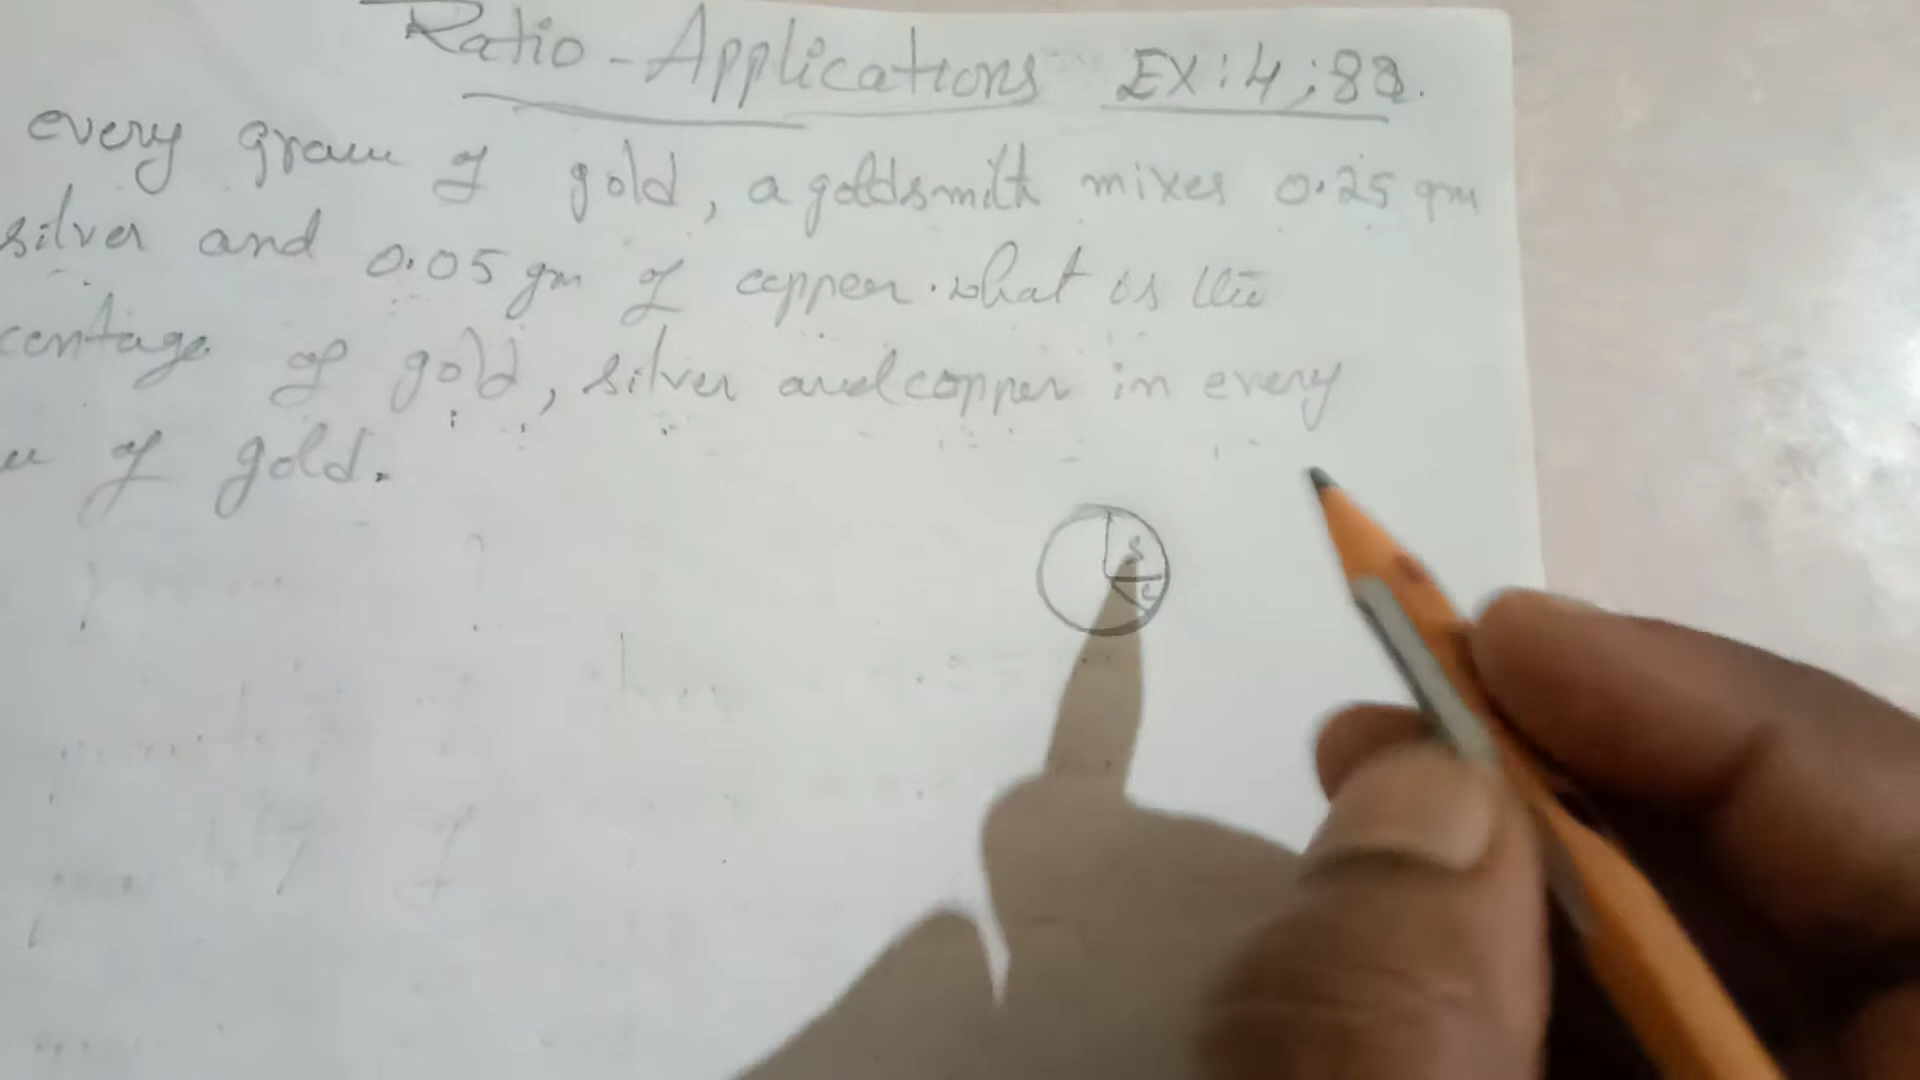 Ratio - Applications EX: 4; 8Q.
every gram of gold, a goldsmith mixes 0.25 gm
silver and 0.05 gm of copper. what is the
centage of gold, silver and copper in every
of gold.
S
C